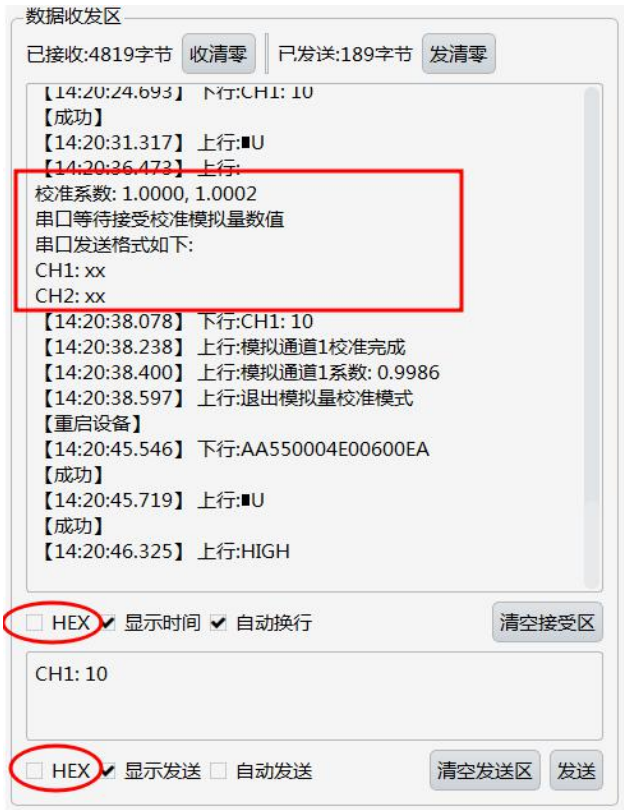 数据收发区
已接收:4819字节 收清零 已发送:189字节 发清零
【14:20:24.693】 下行:CH1: 10
【成功】
【14:20:31.317】 上行:■U
【14:20:36.473】 上行:
校准系数: 1.0000, 1.0002
串口等待接受校准模拟量数值
串口发送格式如下:
CH1: xx
CH2: xx
【14:20:38.078】 下行:CH1: 10
【14:20:38.238】 上行:模拟通道1校准完成
【14:20:38.400】 上行:模拟通道1系数: 0.9986
【14:20:38.597】 上行:退出模拟量校准模式
【重启设备】
【14:20:45.546】 下行:AA550004E00600EA
【成功】
【14:20:45.719】 上行:■U
【成功】
【14:20:46.325】 上行:HIGH
HEX 显示时间 自动换行 清空接受区
CH1: 10
HEX 显示发送 自动发送 清空发送区 发送